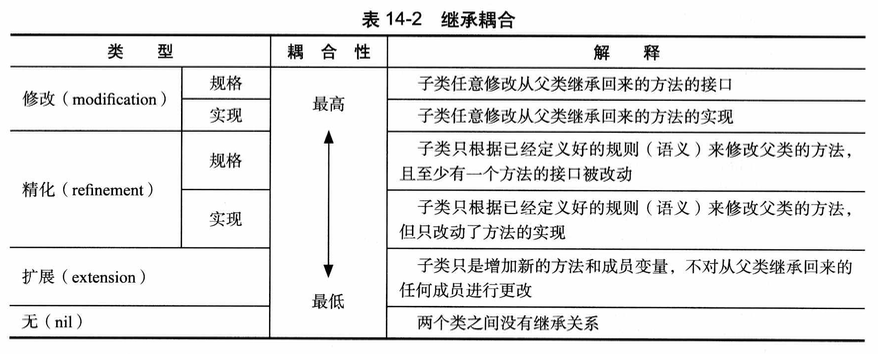 表 14-2 继承耦合
类 型 耦 合 性 解 释
修改（modification） 规格 最高 子类任意修改从父类继承回来的方法的接口
实现 子类任意修改从父类继承回来的方法的实现
精化（refinement） 规格 子类只根据已经定义好的规则（语义）来修改父类的方法，
且至少有一个方法的接口被改动
实现 子类只根据已经定义好的规则（语义）来修改父类的方法，
但只改动了方法的实现
扩展（extension） 最低 子类只是增加新的方法和成员变量，不对从父类继承回来的
任何成员进行更改
无（nil） 两个类之间没有继承关系